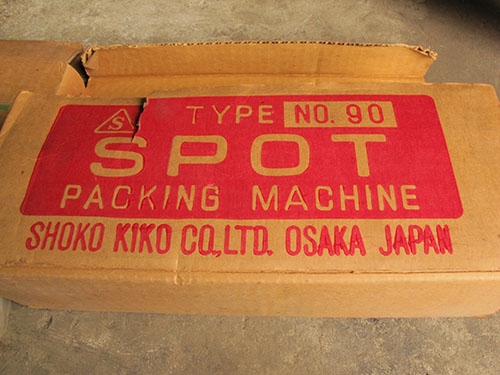 S TYPE NO. 90
SPOT
PACKING MACHINE
SHOKO KIKO CO.,LTD. OSAKA JAPAN